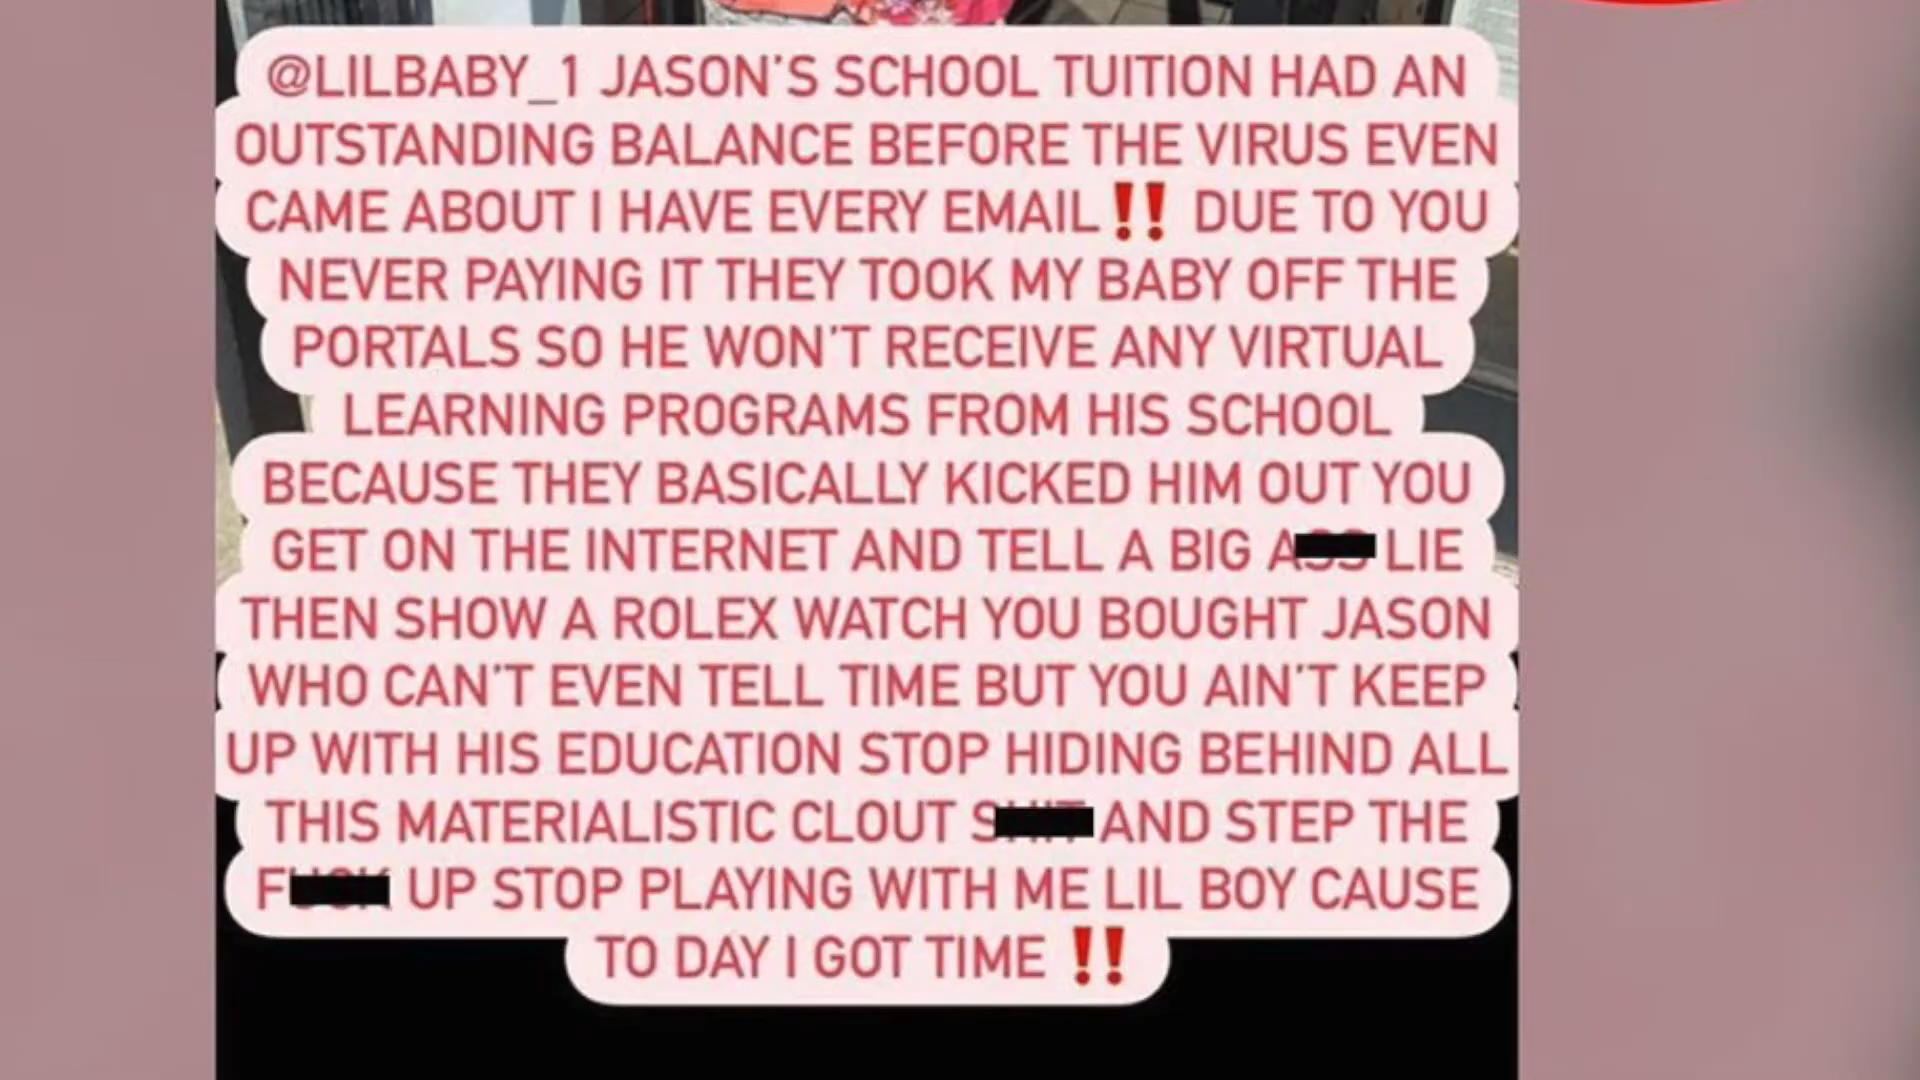 @LILBABY_1 JASON'S SCHOOL TUITION HAD AN
OUTSTANDING BALANCE BEFORE THE VIRUS EVEN
CAME ABOUT I HAVE EVERY EMAIL‼️ DUE TO YOU
NEVER PAYING IT THEY TOOK MY BABY OFF THE
PORTALS SO HE WON'T RECEIVE ANY VIRTUAL
LEARNING PROGRAMS FROM HIS SCHOOL
BECAUSE THEY BASICALLY KICKED HIM OUT YOU
GET ON THE INTERNET AND TELL A BIG ASS LIE
THEN SHOW A ROLEX WATCH YOU BOUGHT JASON
WHO CAN'T EVEN TELL TIME BUT YOU AIN'T KEEP
UP WITH HIS EDUCATION STOP HIDING BEHIND ALL
THIS MATERIALISTIC CLOUT SHIT AND STEP THE
FUCK UP STOP PLAYING WITH ME LIL BOY CAUSE
TO DAY I GOT TIME ‼️